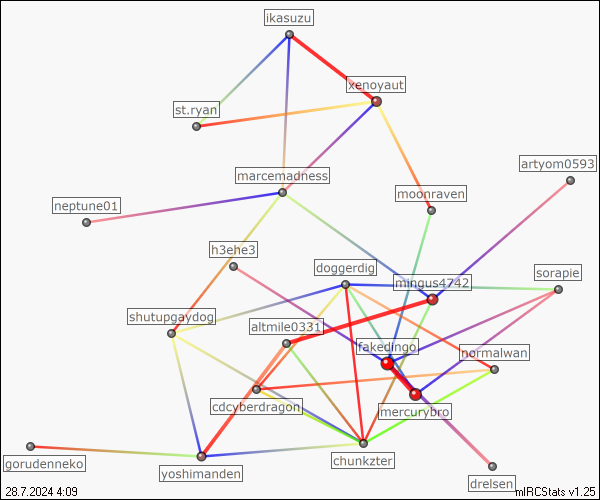 ikasuzu
xenoyaut
st.ryan
artyom0593
marcemadness
moonraven
neptune01
h3ehe3
doggerdig
mingus4742
sorapie
shutupgaydog
altmile0331
fakedingo
normalwan
cdcyberdragon
mercurybro
gorudenneko
chunkzter
yoshimanden
drelsen
28.7.2024 4:09
mIRCStats v1.25